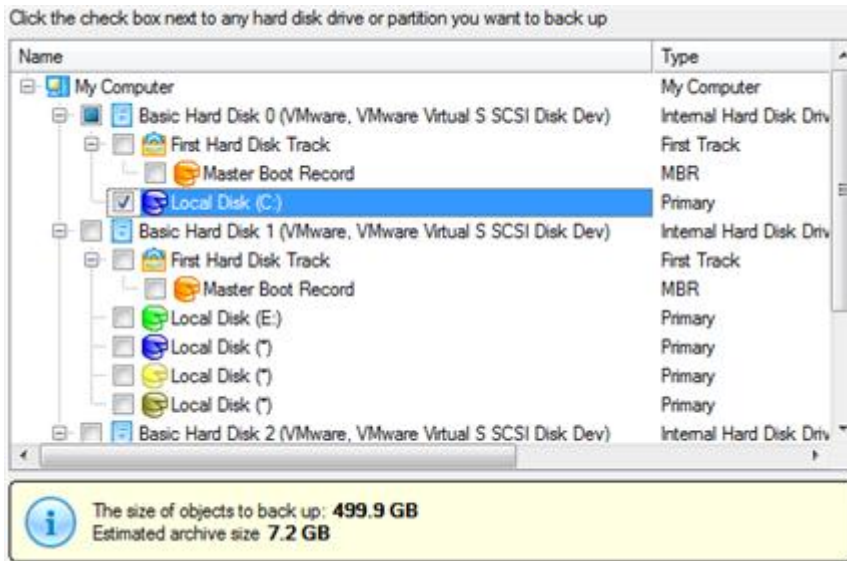 Click the check box next to any hard disk drive or partition you want to back up
Name Type
My Computer My Computer
Basic Hard Disk 0 (VMware, VMware Virtual S SCSI Disk Dev) Internal Hard Disk Driv
First Hard Disk Track First Track
Master Boot Record MBR
Local Disk (C:) Primary
Basic Hard Disk 1 (VMware, VMware Virtual S SCSI Disk Dev) Internal Hard Disk Driv
First Hard Disk Track First Track
Master Boot Record MBR
Local Disk (E:) Primary
Local Disk (*) Primary
Local Disk (*) Primary
Local Disk (*) Primary
Basic Hard Disk 2 (VMware, VMware Virtual S SCSI Disk Dev) Internal Hard Disk Driv
The size of objects to back up: 499.9 GB
Estimated archive size 7.2 GB